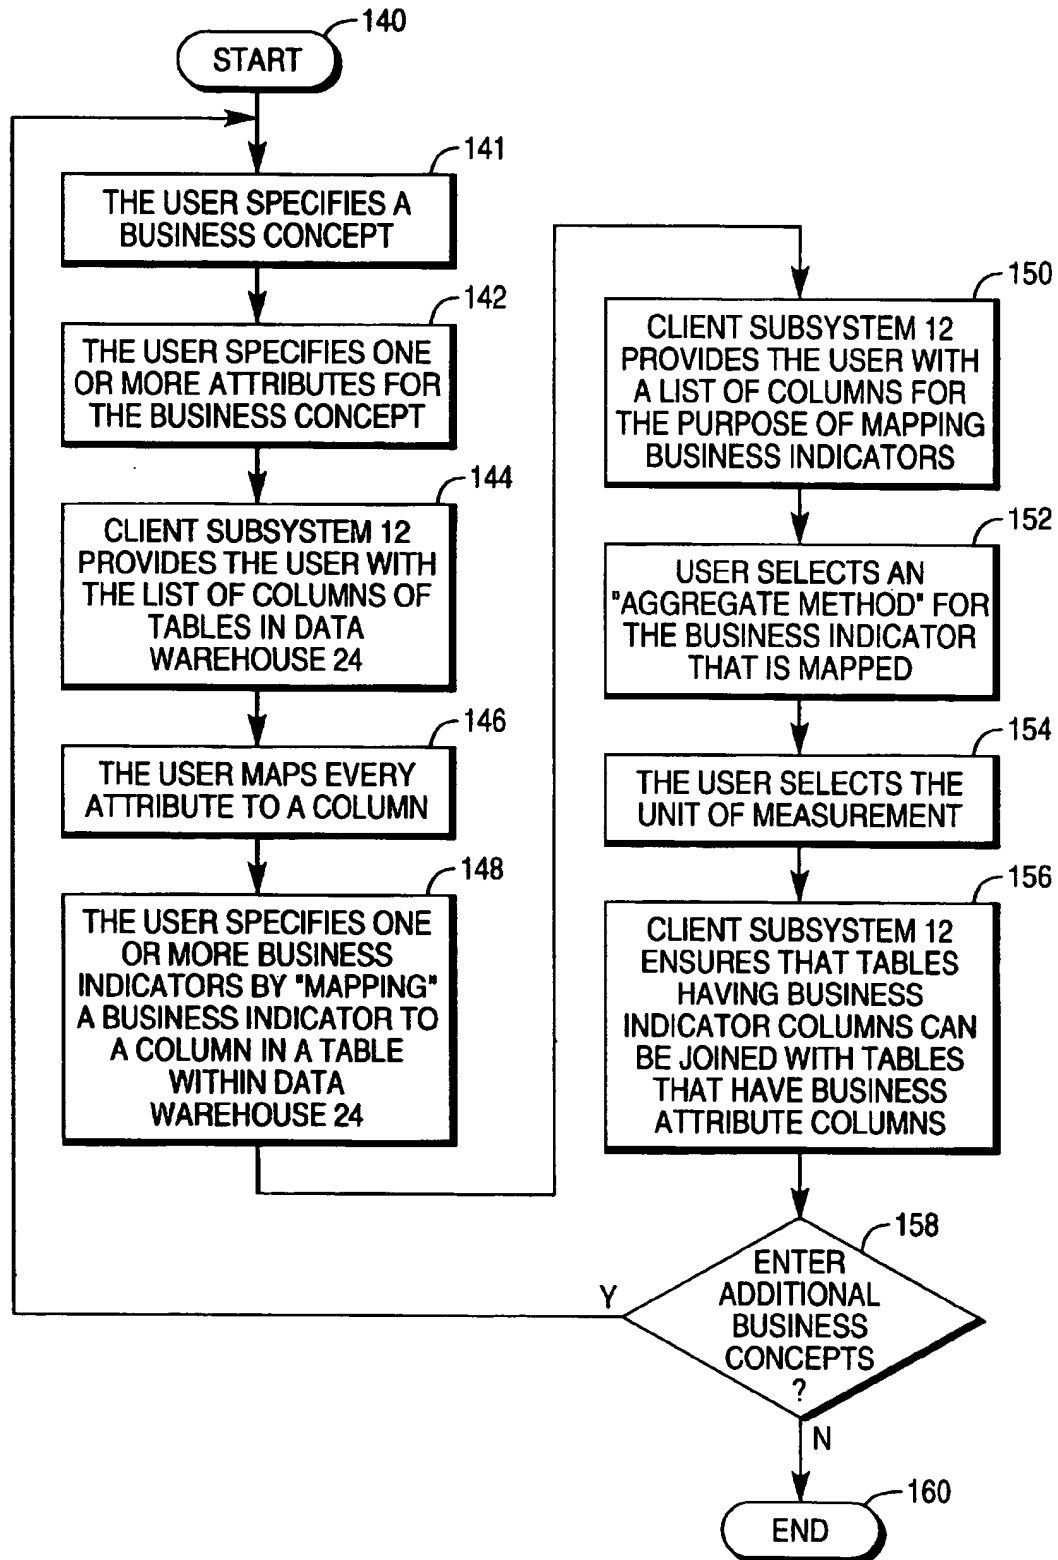 140
START
141
THE USER SPECIFIES A
BUSINESS CONCEPT
142
THE USER SPECIFIES ONE
OR MORE ATTRIBUTES FOR
THE BUSINESS CONCEPT
144
CLIENT SUBSYSTEM 12
PROVIDES THE USER WITH
THE LIST OF COLUMNS OF
TABLES IN DATA
WAREHOUSE 24
146
THE USER MAPS EVERY
ATTRIBUTE TO A COLUMN
148
THE USER SPECIFIES ONE
OR MORE BUSINESS
INDICATORS BY "MAPPING"
A BUSINESS INDICATOR TO
A COLUMN IN A TABLE
WITHIN DATA
WAREHOUSE 24
150
CLIENT SUBSYSTEM 12
PROVIDES THE USER WITH
A LIST OF COLUMNS FOR
THE PURPOSE OF MAPPING
BUSINESS INDICATORS
152
USER SELECTS AN
"AGGREGATE METHOD" FOR
THE BUSINESS INDICATOR
THAT IS MAPPED
154
THE USER SELECTS THE
UNIT OF MEASUREMENT
156
CLIENT SUBSYSTEM 12
ENSURES THAT TABLES
HAVING BUSINESS
INDICATOR COLUMNS CAN
BE JOINED WITH TABLES
THAT HAVE BUSINESS
ATTRIBUTE COLUMNS
158
ENTER
ADDITIONAL
BUSINESS
CONCEPTS
?
Y
N
160
END